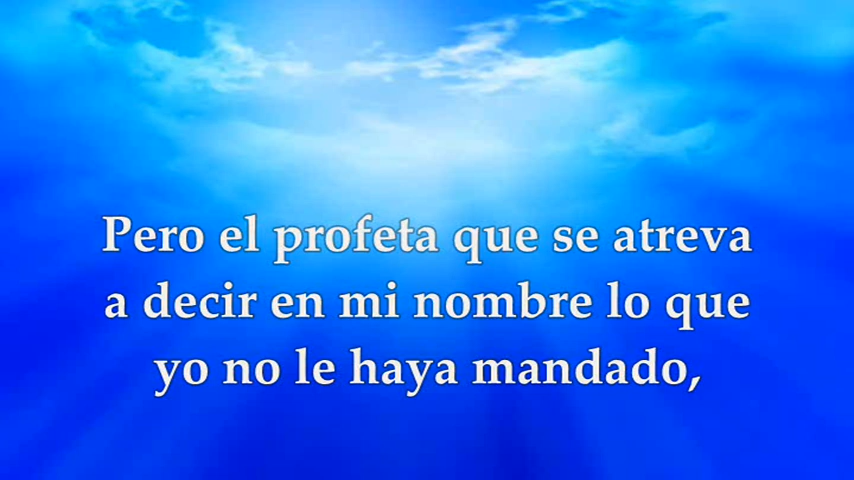 Pero el profeta que se atreva
a decir en mi nombre lo que
yo no le haya mandado,